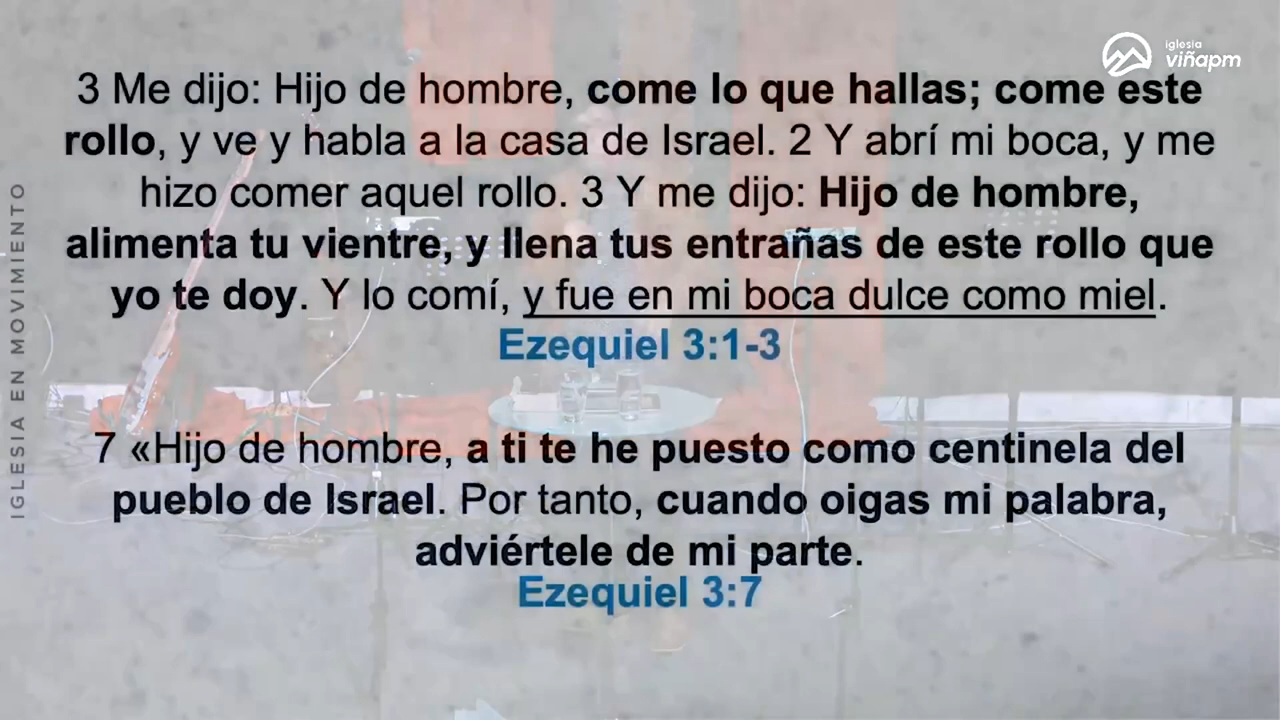 iglesia
viñapm
3 Me dijo: Hijo de hombre, come lo que hallas; come este
rollo, y ve y habla a la casa de Israel. 2 Y abrí mi boca, y me
hizo comer aquel rollo. 3 Y me dijo: Hijo de hombre,
alimenta tu vientre, y llena tus entrañas de este rollo que
yo te doy. Y lo comí, y fue en mi boca dulce como miel.
Ezequiel 3:1-3
7 «Hijo de hombre, a ti te he puesto como centinela del
pueblo de Israel. Por tanto, cuando oigas mi palabra,
adviértele de mi parte.
Ezequiel 3:7
IGLESIA EN MOVIMIENTO